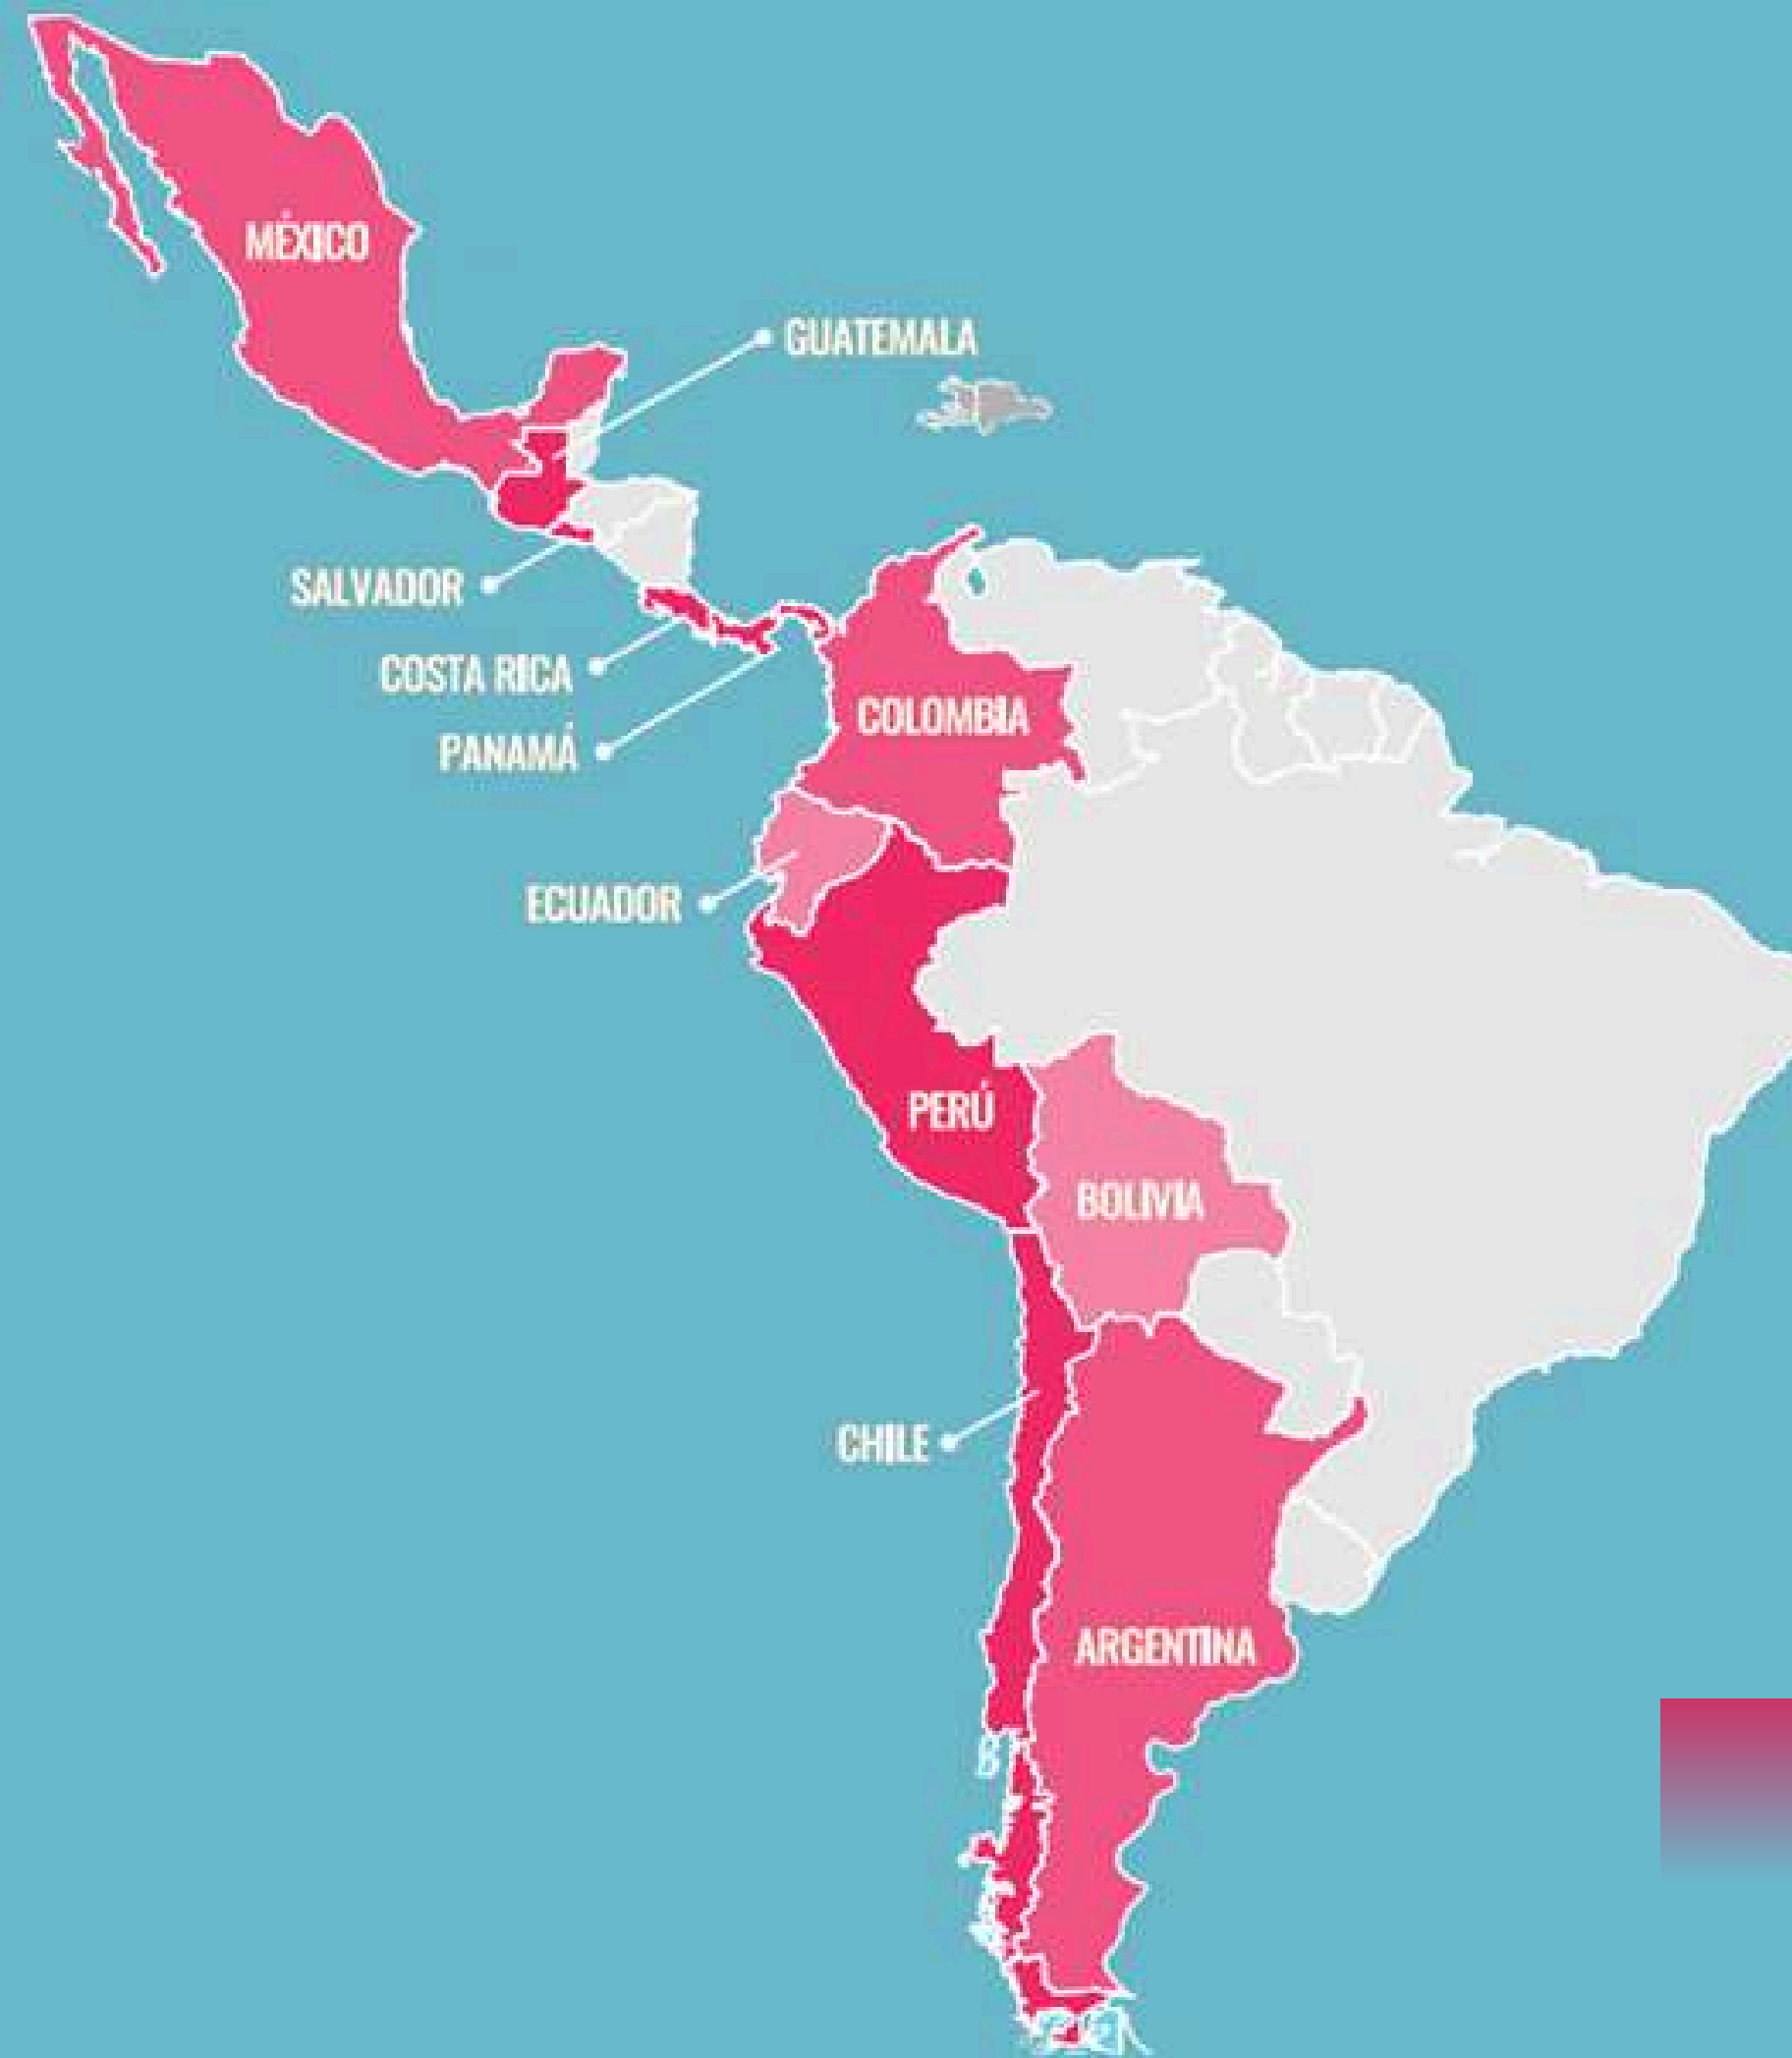 MÉXICO
GUATEMALA
SALVADOR
COSTA RICA
COLOMBIA
PANAMÁ
ECUADOR
PERÚ
BOLIVIA
CHILE
ARGENTINA